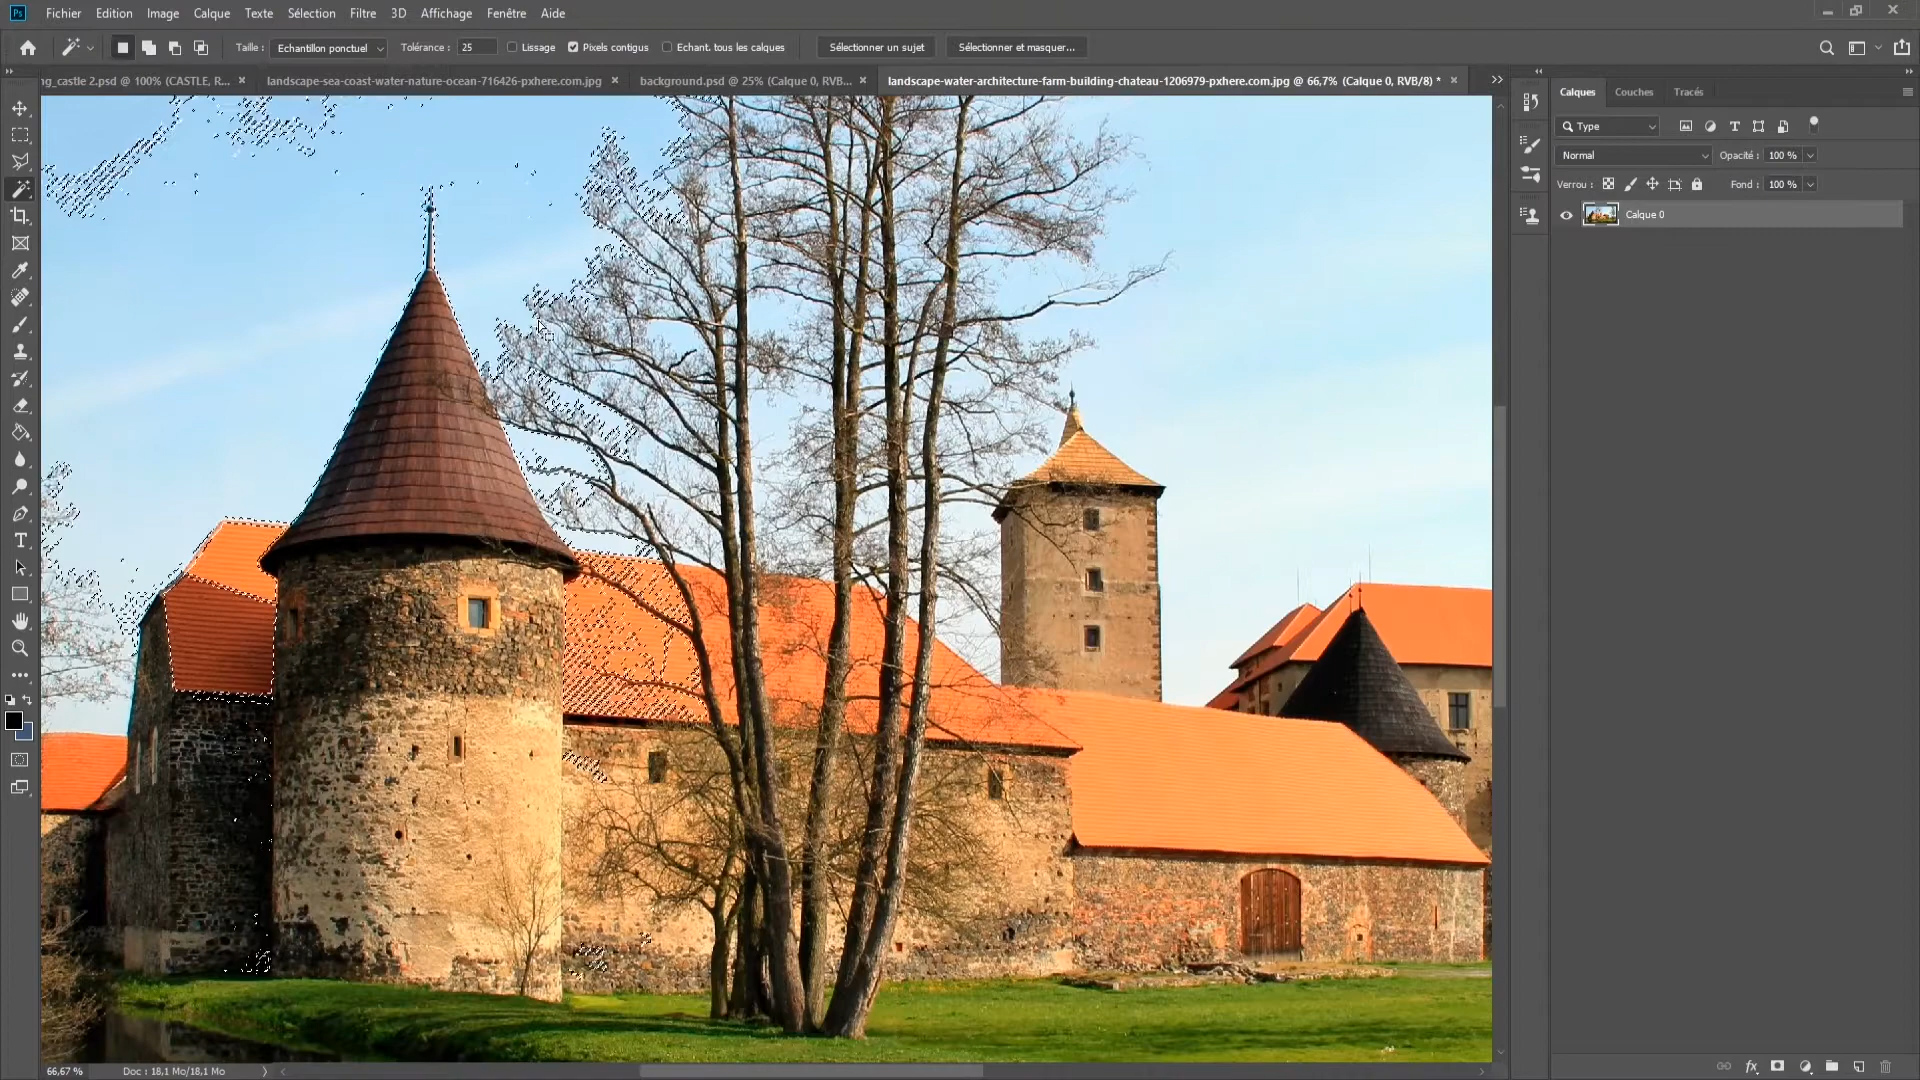 Ps Fichier Edition Image Calque Texte Sélection Filtre 3D Affichage Fenêtre Aide
Taille : Echantillon ponctuel Tolérance : 25 Lissage Pixels contigus Echant. tous les calques Sélectionner un sujet Sélectionner et masquer...
ng_castle 2.psd @ 100% (CASTLE, R... × landscape-sea-coast-water-nature-ocean-716426-pxhere.com.jpg × background.psd @ 25% (Calque 0, RVB... × landscape-water-architecture-farm-building-chateau-1206979-pxhere.com.jpg @ 66,7% (Calque 0, RVB/8) * ×
Calques Couches Tracés
Type
Normal Opacité : 100 %
Verrou : Fond : 100 %
Calque 0
66,67 % Doc : 18,1 Mo/18,1 Mo